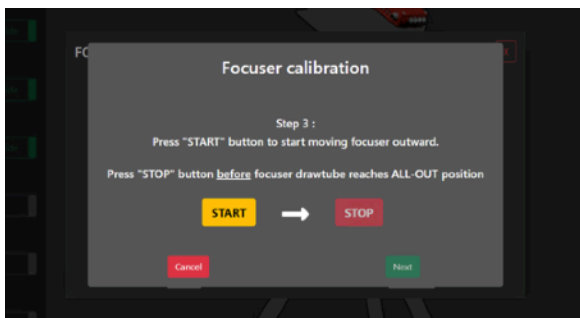 FO
X
Focuser calibration
Step 3 :
Press "START" button to start moving focuser outward.
Press "STOP" button before focuser drawtube reaches ALL-OUT position
START
STOP
Cancel
Next